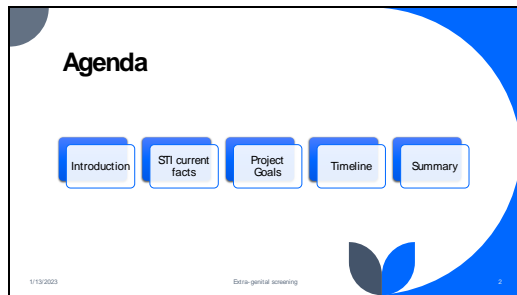 Agenda
Introduction
STI current
facts
Project
Goals
Timeline
Summary
1/13/2023
Extra-genital screening
2